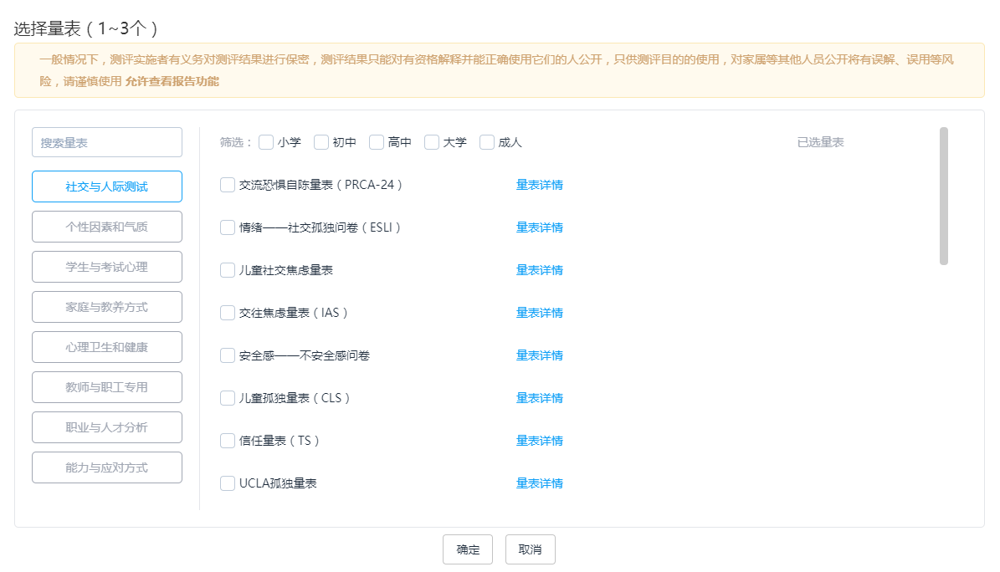 选择量表（1~3个）
一般情况下，测评实施者有义务对测评结果进行保密，测评结果只能对有资格解释并能正确使用它们的人公开，只供测评目的的使用，对家属等其他人员公开将有误解、误用等风
险，请谨慎使用 允许查看报告功能
搜索量表
社交与人际测试
个性因素和气质
学生与考试心理
家庭与教养方式
心理卫生和健康
教师与职工专用
职业与人才分析
能力与应对方式
筛选： 小学 初中 高中 大学 成人
交流恐惧自陈量表（PRCA-24） 量表详情
情绪——社交孤独问卷（ESLI） 量表详情
儿童社交焦虑量表 量表详情
交往焦虑量表（IAS） 量表详情
安全感——不安全感问卷 量表详情
儿童孤独量表（CLS） 量表详情
信任量表（TS） 量表详情
UCLA孤独量表 量表详情
已选量表
确定 取消